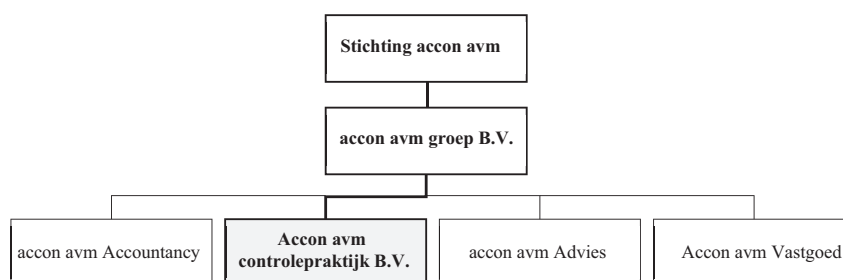 Stichting accon avm
accon avm groep B.V.
accon avm Accountancy
Accon avm
controlepraktijk B.V.
accon avm Advies
Accon avm Vastgoed